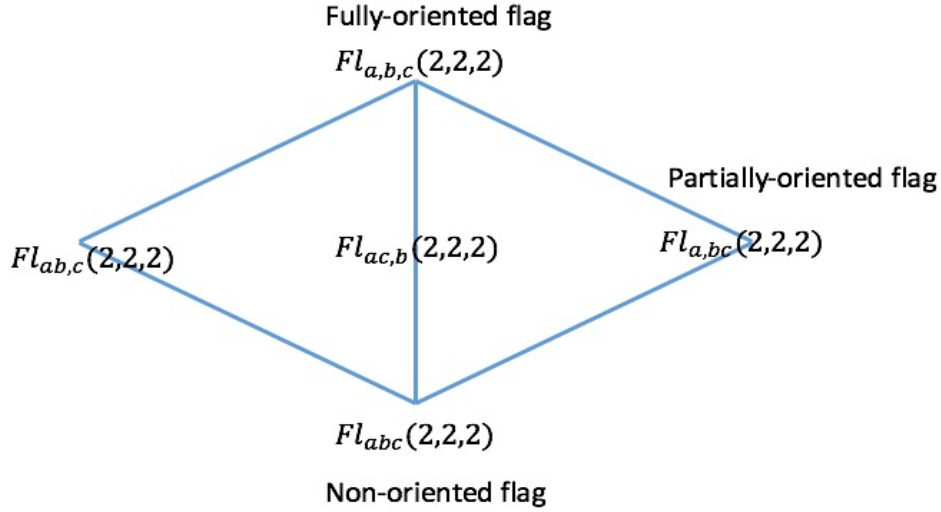 Fully-oriented flag
Fl_{a,b,c}(2,2,2)
Partially-oriented flag
Fl_{ab,c}(2,2,2)
Fl_{ac,b}(2,2,2)
Fl_{a,bc}(2,2,2)
Fl_{abc}(2,2,2)
Non-oriented flag